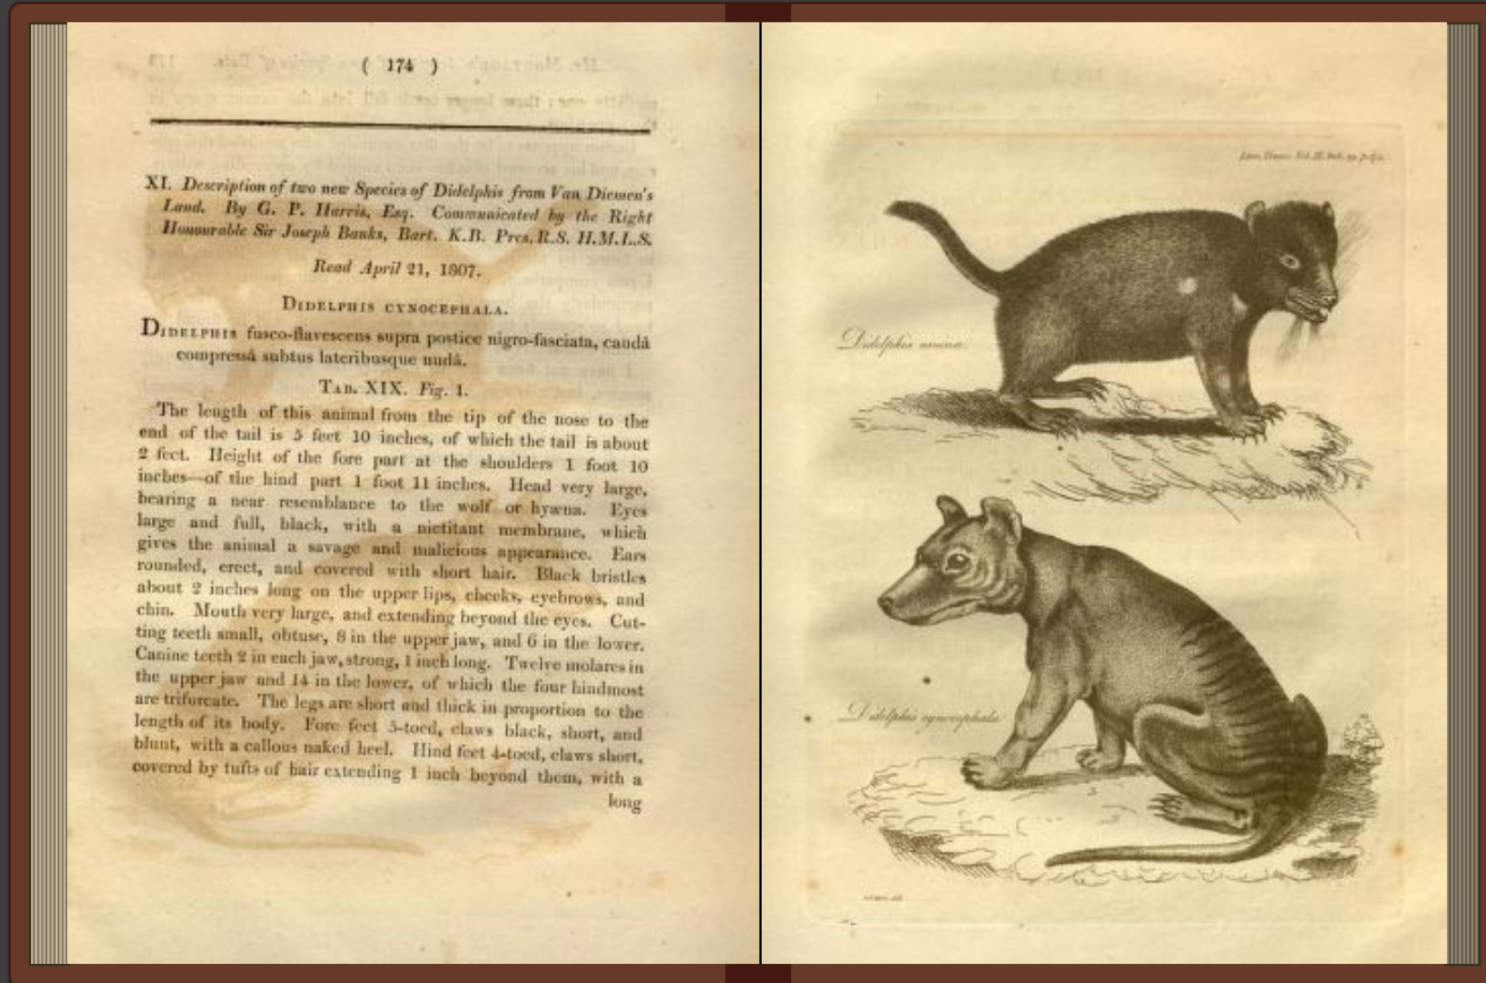 ( 174 )
XI. Description of two new Species of Didelphis from Van Diemen's
Land. By G. P. Harris, Esq. Communicated by the Right
Honourable Sir Joseph Banks, Bart. K.B. Pres. R.S. H.M.L.S.
Read April 21, 1807.
DIDELPHIS CYNOCEPHALA.
DIDELPHIS fusco-flavescens supra postice nigro-fasciata, caudâ
compressâ subtus lateribusque nudâ.
TAB. XIX. Fig. 1.
The length of this animal from the tip of the nose to the
end of the tail is 5 feet 10 inches, of which the tail is about
2 feet. Height of the fore part at the shoulders 1 foot 10
inches—of the hind part 1 foot 11 inches. Head very large,
bearing a near resemblance to the wolf or hyæna. Eyes
large and full, black, with a nictitant membrane, which
gives the animal a savage and malicious appearance. Ears
rounded, erect, and covered with short hair. Black bristles
about 2 inches long on the upper lips, cheeks, eyebrows, and
chin. Mouth very large, and extending beyond the eyes. Cut-
ting teeth small, obtuse, 8 in the upper jaw, and 6 in the lower.
Canine teeth 2 in each jaw, strong, 1 inch long. Twelve molares in
the upper jaw and 14 in the lower, of which the four hindmost
are trifurcate. The legs are short and thick in proportion to the
length of its body. Fore feet 5-toed, claws black, short, and
blunt, with a callous naked heel. Hind feet 4-toed, claws short,
covered by tufts of hair extending 1 inch beyond them, with a
long
Linn. Trans. Vol. IX.
Didelphis ursina
Didelphis cynocephala